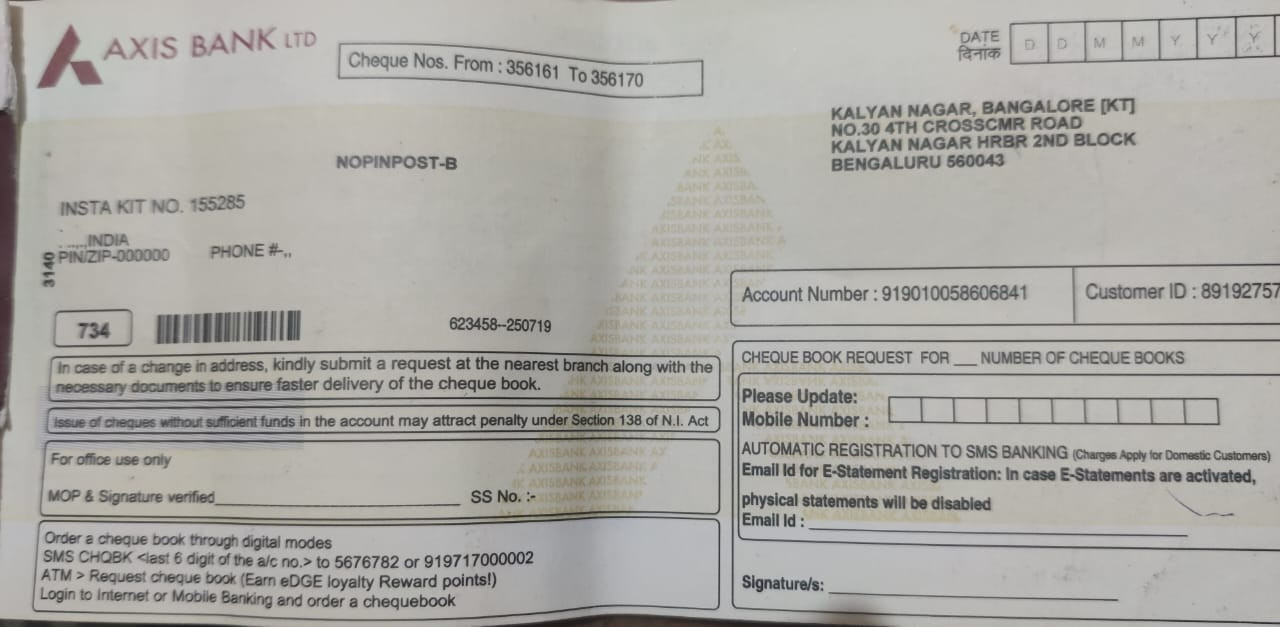 AXIS BANK LTD
Cheque Nos. From : 356161 To 356170
DATE
दिनांक
D D M M Y Y Y
KALYAN NAGAR, BANGALORE [KT]
NO.30 4TH CROSSCMR ROAD
KALYAN NAGAR HRBR 2ND BLOCK
BENGALURU 560043
NOPINPOST-B
INSTA KIT NO. 155285
. ....,INDIA
PIN/ZIP-000000 PHONE #-,,
3140
734
623458--250719
Account Number : 919010058606841
Customer ID : 89192757
In case of a change in address, kindly submit a request at the nearest branch along with the
necessary documents to ensure faster delivery of the cheque book.
Issue of cheques without sufficient funds in the account may attract penalty under Section 138 of N.I. Act
For office use only
MOP & Signature verified SS No. :-
Order a cheque book through digital modes
SMS CHQBK <last 6 digit of the a/c no.> to 5676782 or 919717000002
ATM > Request cheque book (Earn eDGE loyalty Reward points!)
Login to Internet or Mobile Banking and order a chequebook
CHEQUE BOOK REQUEST FOR ___ NUMBER OF CHEQUE BOOKS
Please Update:
Mobile Number :
AUTOMATIC REGISTRATION TO SMS BANKING (Charges Apply for Domestic Customers)
Email Id for E-Statement Registration: In case E-Statements are activated,
physical statements will be disabled
Email Id :
Signature/s: